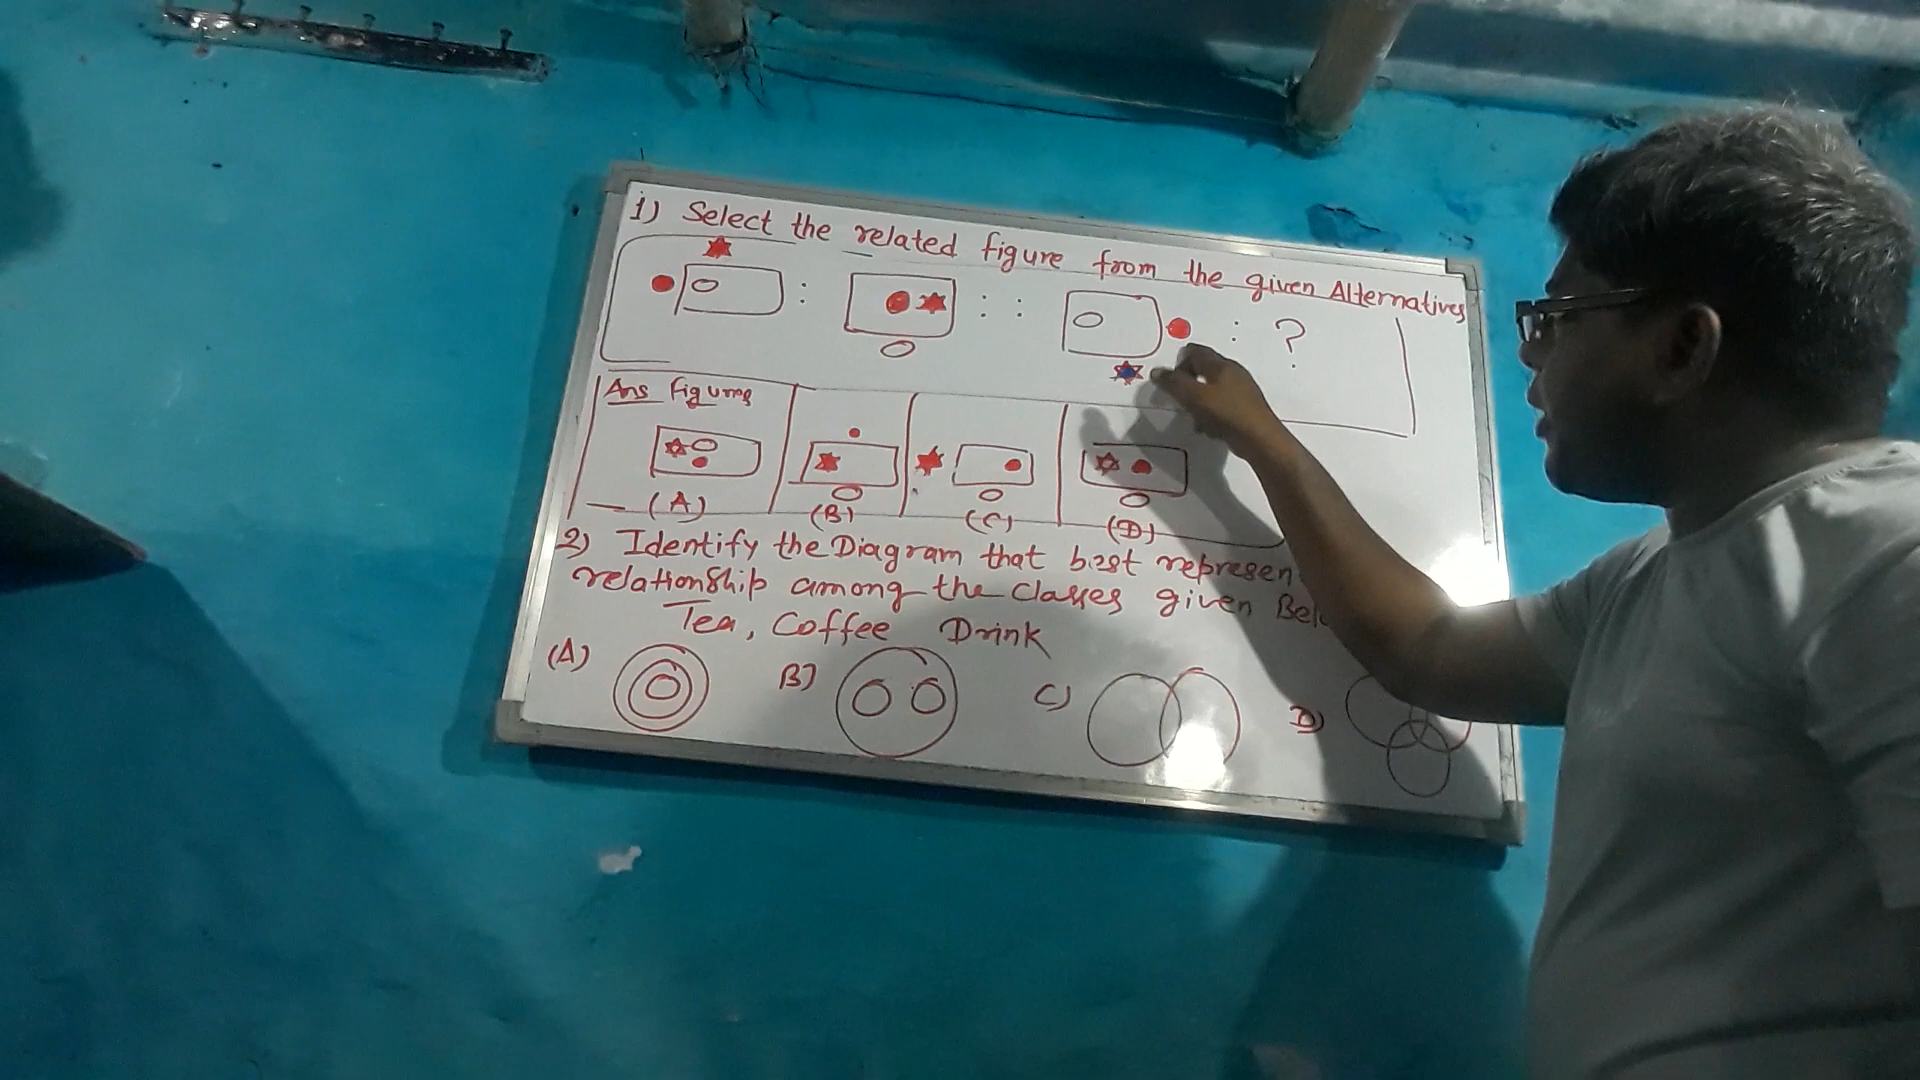 1) Select the related figure from the given Alternatives
: : : : ?
Ans figures
(A) (B) (C) (D)
2) Identify the Diagram that best represen
relationship among the classes given Bel
Tea, Coffee Drink
(A) B) C) D)